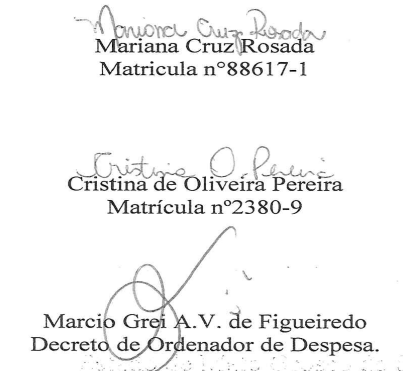 Mariana Cruz Rosada
Mariana Cruz Rosada
Matricula n°88617-1
Cristina O. Pereira
Cristina de Oliveira Pereira
Matrícula nº2380-9
Marcio Grei A.V. de Figueiredo
Decreto de Ordenador de Despesa.